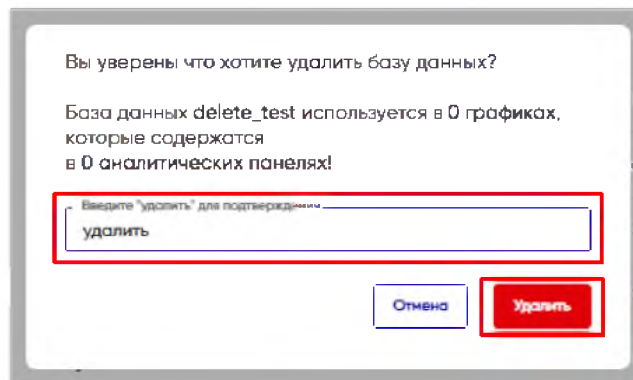 Вы уверены что хотите удалить базу данных?
База данных delete_test используется в 0 графиках,
которые содержатся
в 0 аналитических панелях!
Введите "удалить" для подтверждения
удалить
Отмена
Удалить